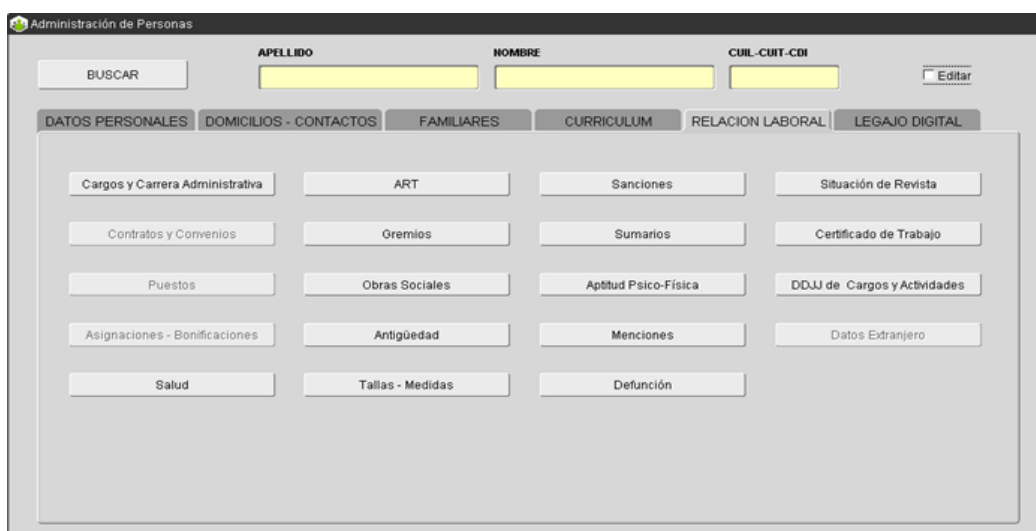 Administración de Personas
APELLIDO NOMBRE CUIL-CUIT-CDI
BUSCAR Editar
DATOS PERSONALES DOMICILIOS - CONTACTOS FAMILIARES CURRICULUM RELACION LABORAL LEGAJO DIGITAL
Cargos y Carrera Administrativa ART Sanciones Situación de Revista
Contratos y Convenios Gremios Sumarios Certificado de Trabajo
Puestos Obras Sociales Aptitud Psico-Física DDJJ de Cargos y Actividades
Asignaciones - Bonificaciones Antigüedad Menciones Datos Extranjero
Salud Tallas - Medidas Defunción